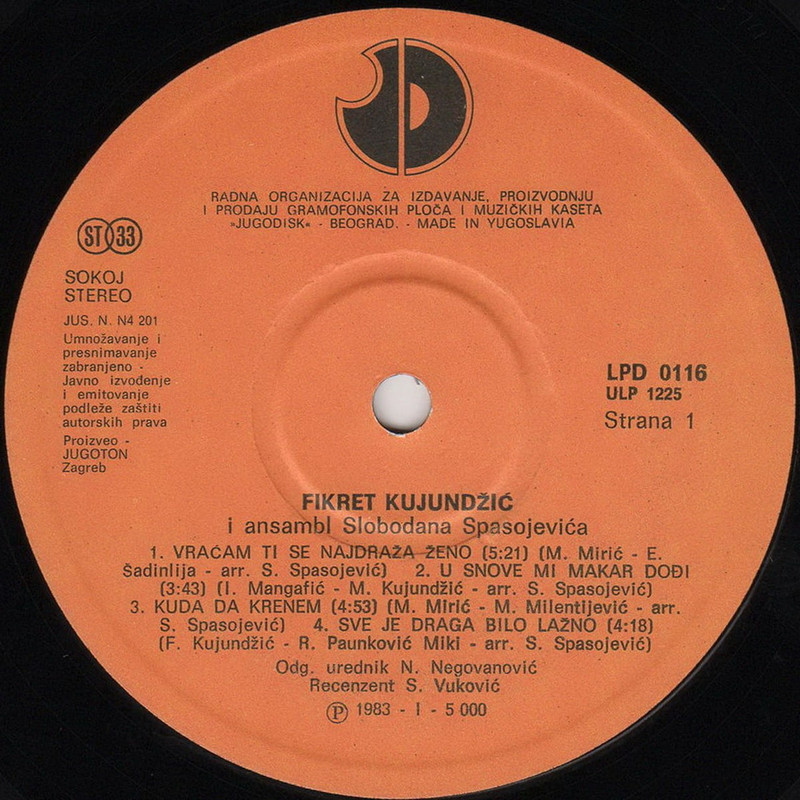 RADNA ORGANIZACIJA ZA IZDAVANJE, PROIZVODNJU
I PRODAJU GRAMOFONSKIH PLOČA I MUZIČKIH KASETA
»JUGODISK« - BEOGRAD. - MADE IN YUGOSLAVIA
ST 33
SOKOJ
STEREO
JUS. N. N4 201
Umnožavanje i
presnimavanje
zabranjeno -
Javno izvođenje
i emitovanje
podleže zaštiti
autorskih prava
Proizveo -
JUGOTON
Zagreb
LPD 0116
ULP 1225
Strana 1
FIKRET KUJUNDŽIĆ
i ansambl Slobodana Spasojevića
1. VRAĆAM TI SE NAJDRAŽA ŽENO (5:21) (M. Mirić - E.
Šadinlija - arr. S. Spasojević) 2. U SNOVE MI MAKAR DOĐI
(3:43) (I. Mangafić - M. Kujundžić - arr. S. Spasojević)
3. KUDA DA KRENEM (4:53) (M. Mirić - M. Milentijević - arr.
S. Spasojević) 4. SVE JE DRAGA BILO LAŽNO (4:18)
(F. Kujundžić - R. Paunković Miki - arr. S. Spasojević)
Odg. urednik N. Negovanović
Recenzent S. Vuković
Ⓟ 1983 - I - 5 000